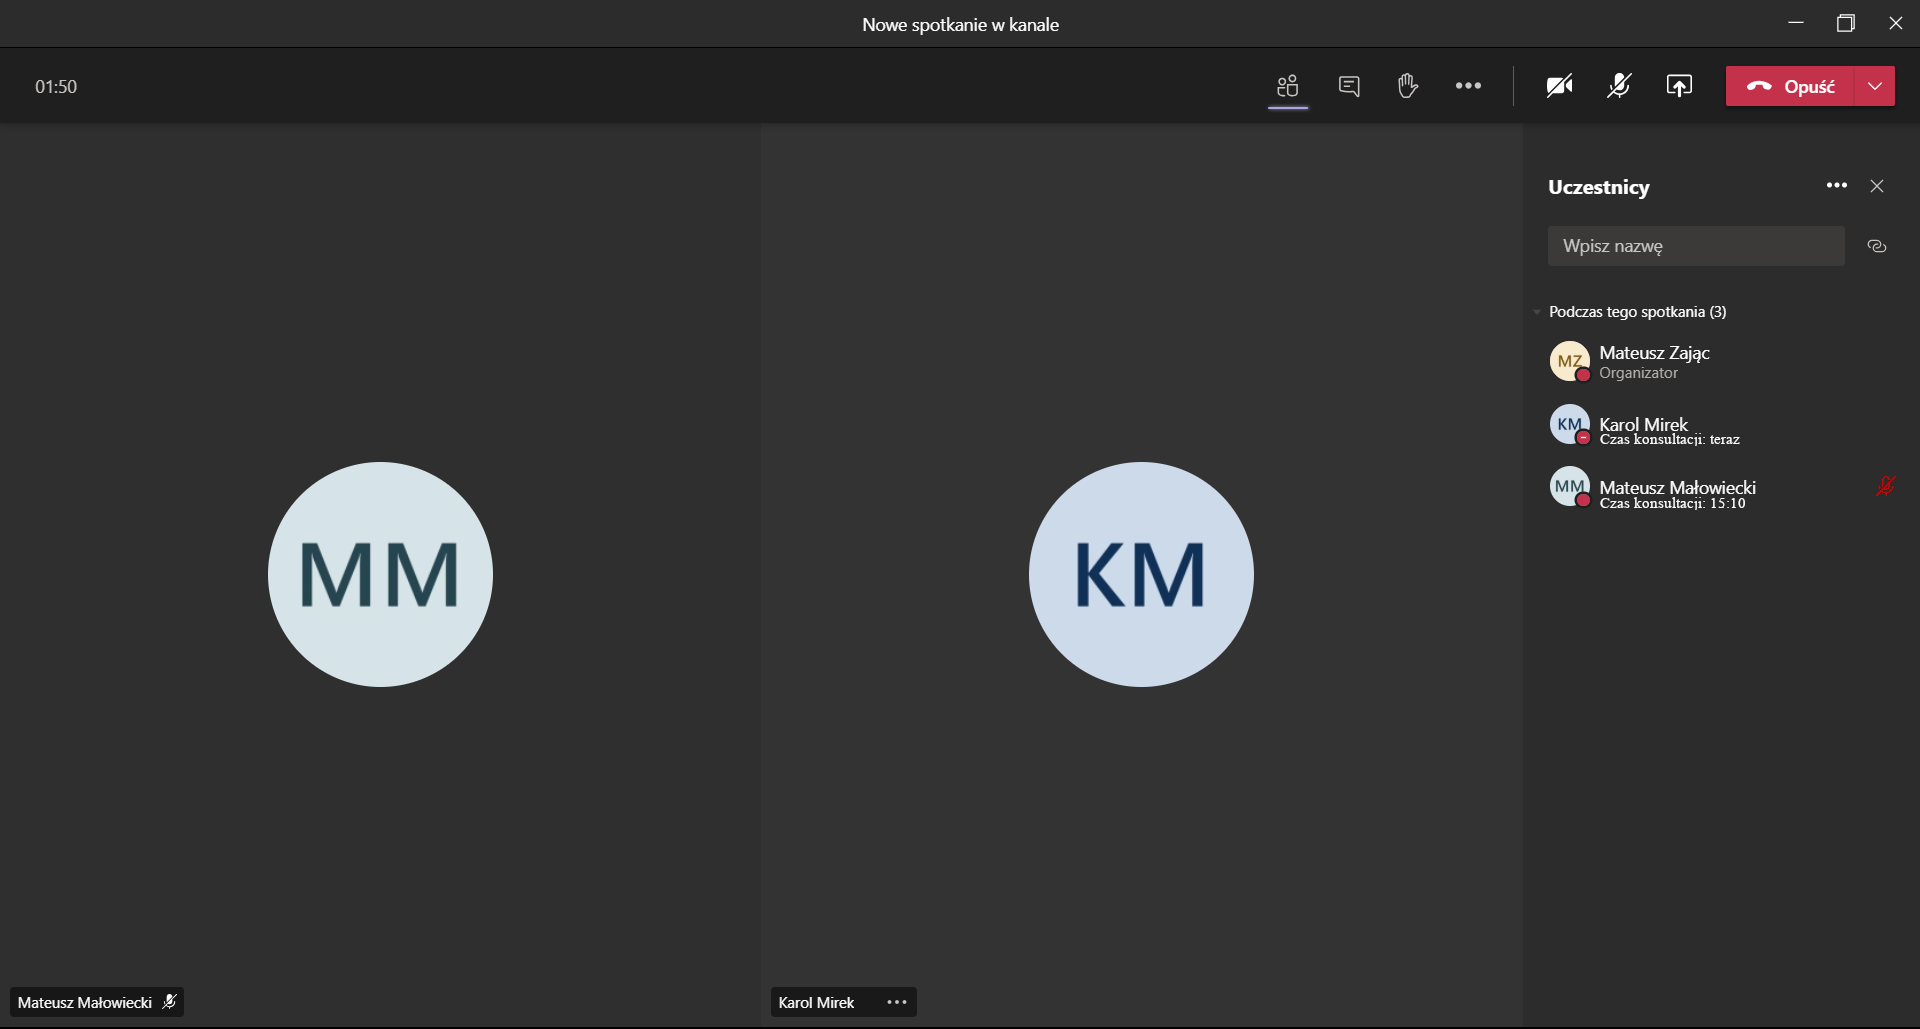 Nowe spotkanie w kanale
01:50
Opuść
Uczestnicy
Wpisz nazwę
Podczas tego spotkania (3)
MZ
Mateusz Zając
Organizator
KM
Karol Mirek
Czas konsultacji: teraz
MM
Mateusz Małowiecki
Czas konsultacji: 15:10
MM
KM
Mateusz Małowiecki
Karol Mirek